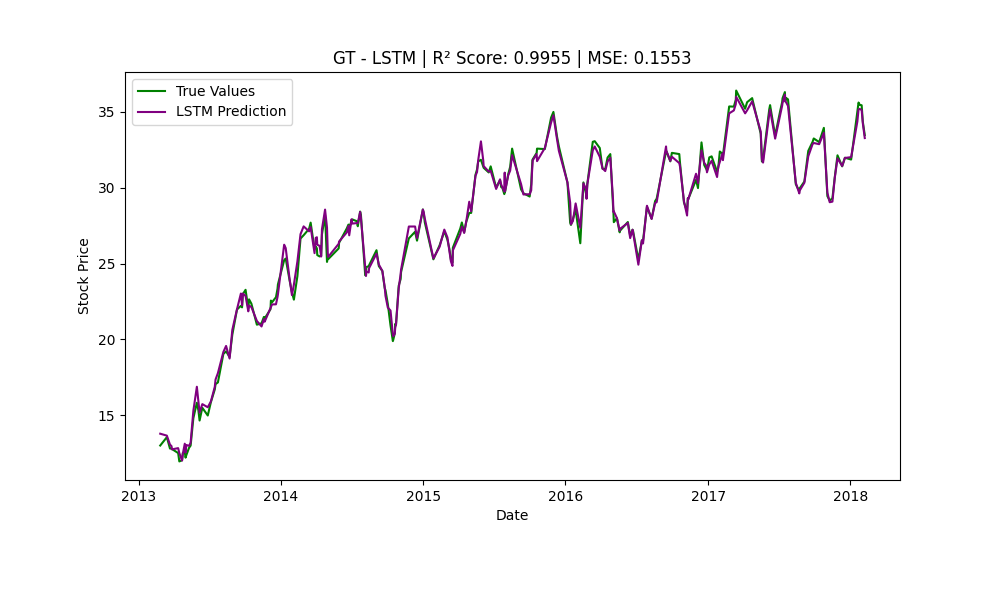 GT - LSTM | R² Score: 0.9955 | MSE: 0.1553
True Values
LSTM Prediction
Stock Price
35
30
25
20
15
2013 2014 2015 2016 2017 2018
Date